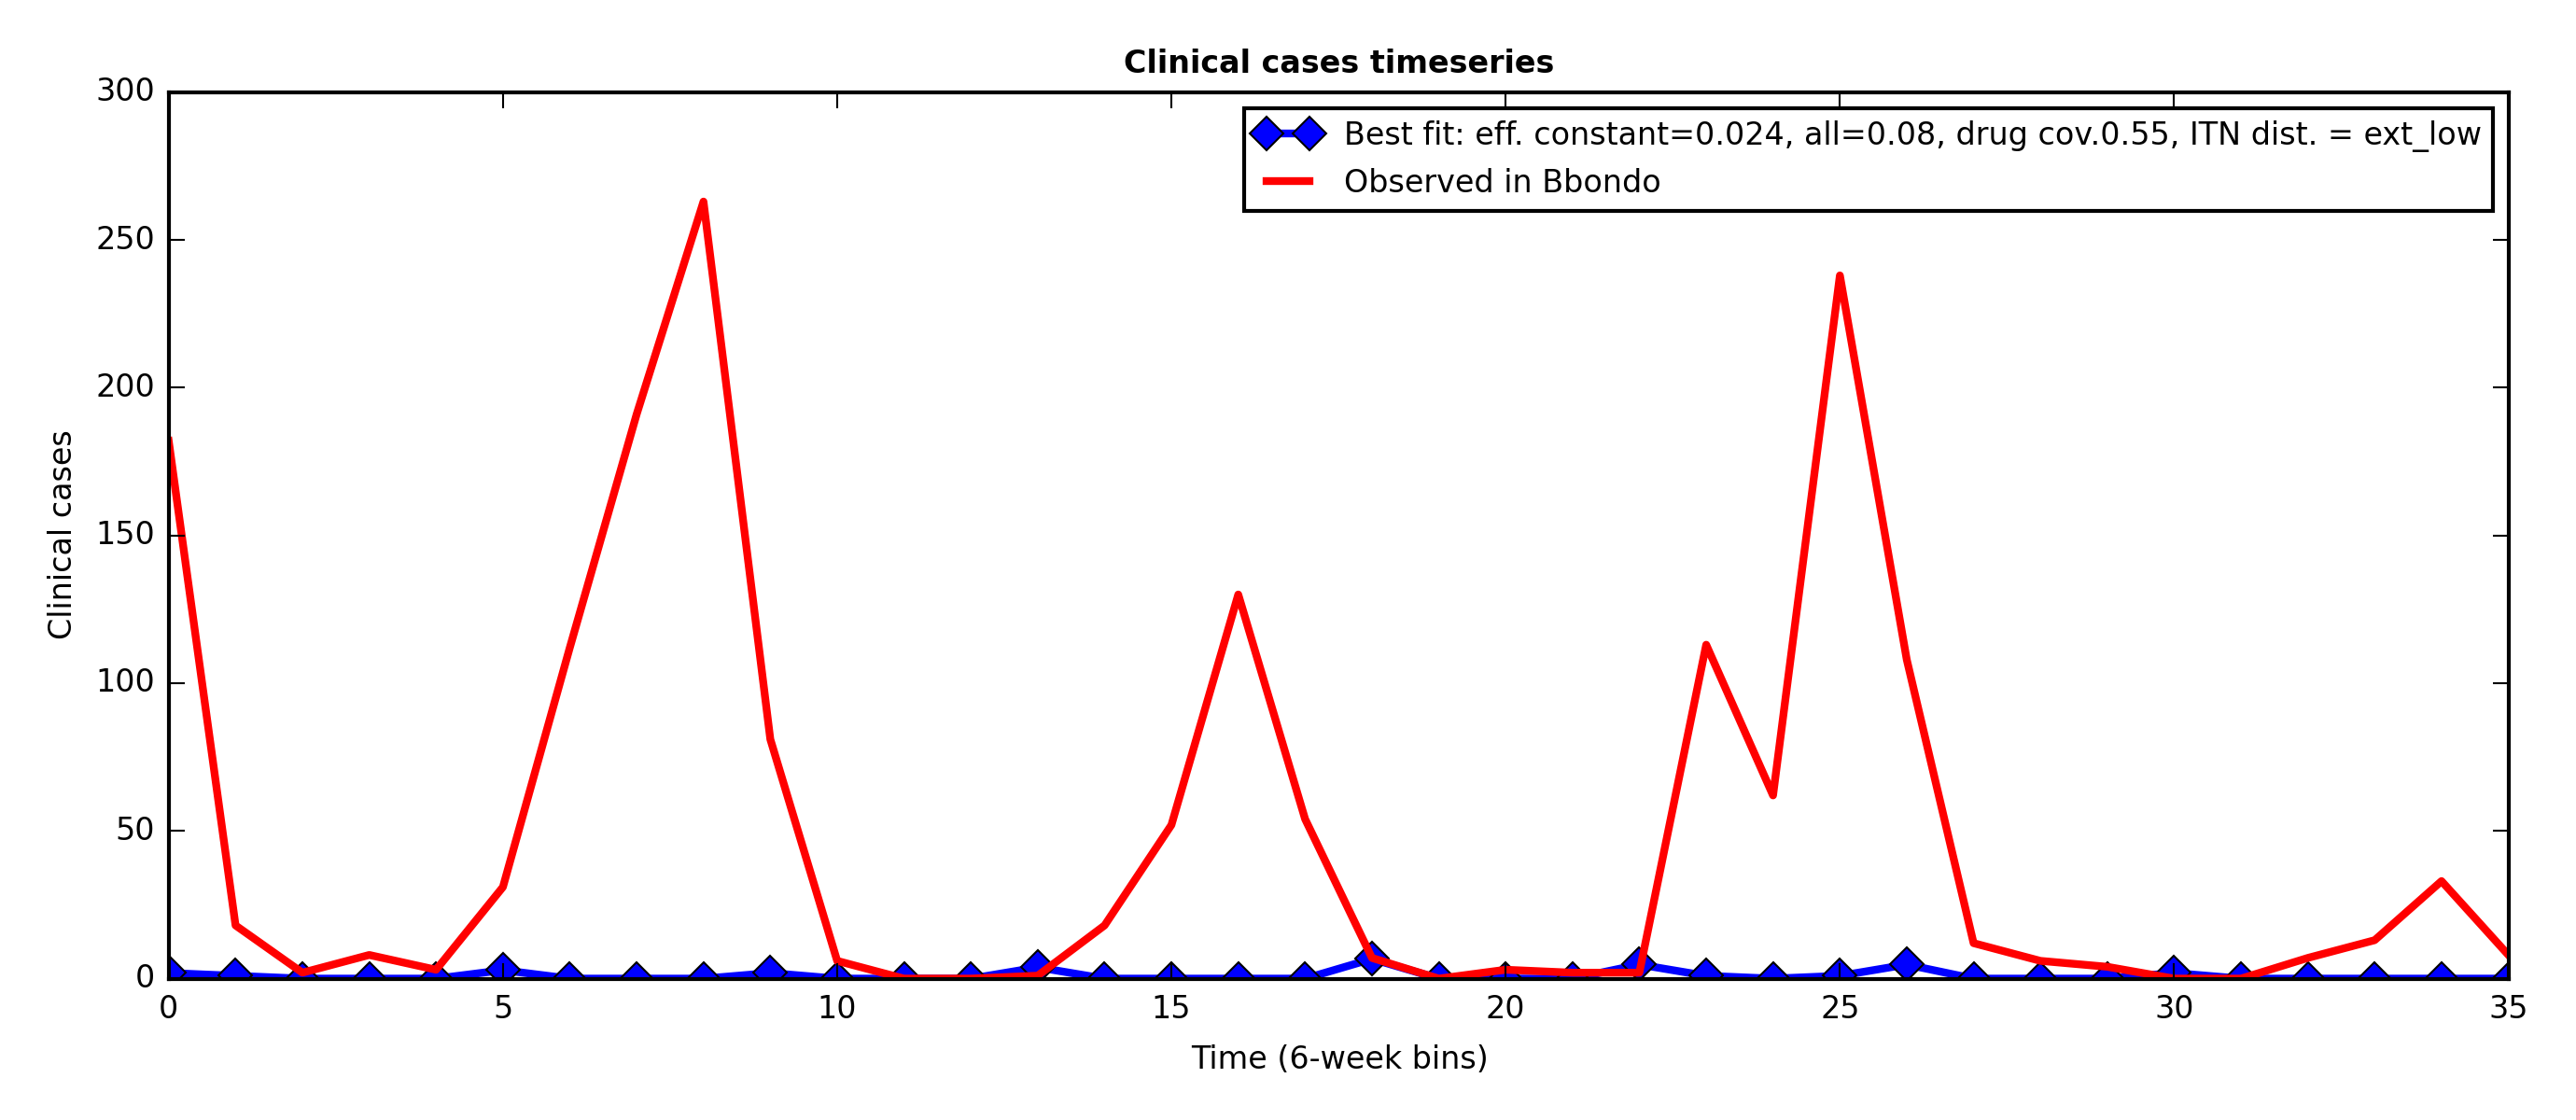 Clinical cases timeseries
300
250
200
150
100
50
0
Clinical cases
Best fit: eff. constant=0.024, all=0.08, drug cov.0.55, ITN dist. = ext_low
Observed in Bbondo
0 5 10 15 20 25 30 35
Time (6-week bins)